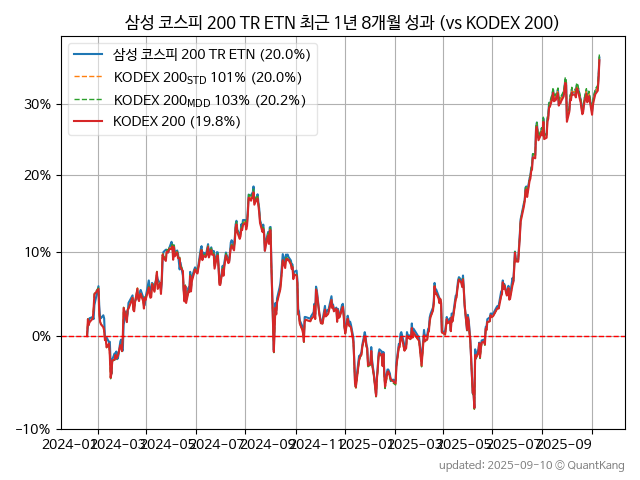 삼성 코스피 200 TR ETN 최근 1년 8개월 성과 (vs KODEX 200)
삼성 코스피 200 TR ETN (20.0%)
KODEX 200STD 101% (20.0%)
KODEX 200MDD 103% (20.2%)
KODEX 200 (19.8%)
30%
20%
10%
0%
−10%
2024-01 2024-03 2024-05 2024-07 2024-09 2024-11 2025-01 2025-03 2025-05 2025-07 2025-09
updated: 2025-09-10 © QuantKang